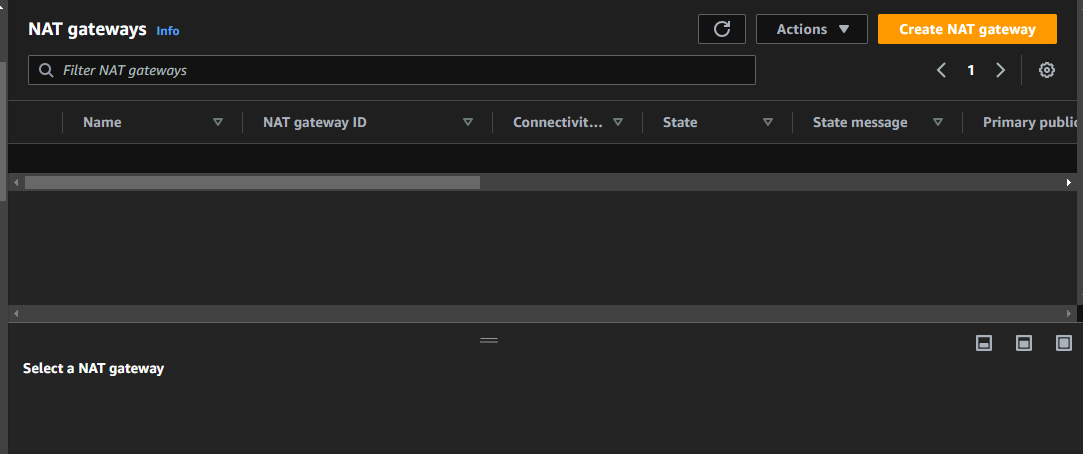 NAT gateways Info
Actions
Create NAT gateway
Filter NAT gateways
1
Name
NAT gateway ID
Connectivit...
State
State message
Primary public
Select a NAT gateway